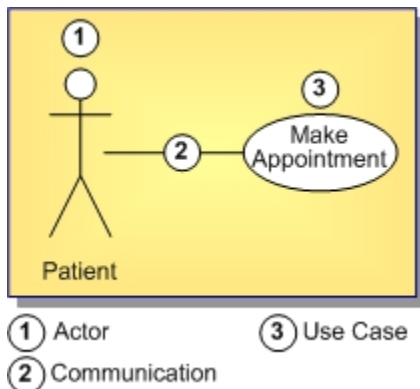 1
3
Make
Appointment
2
Patient
1 Actor
3 Use Case
2 Communication